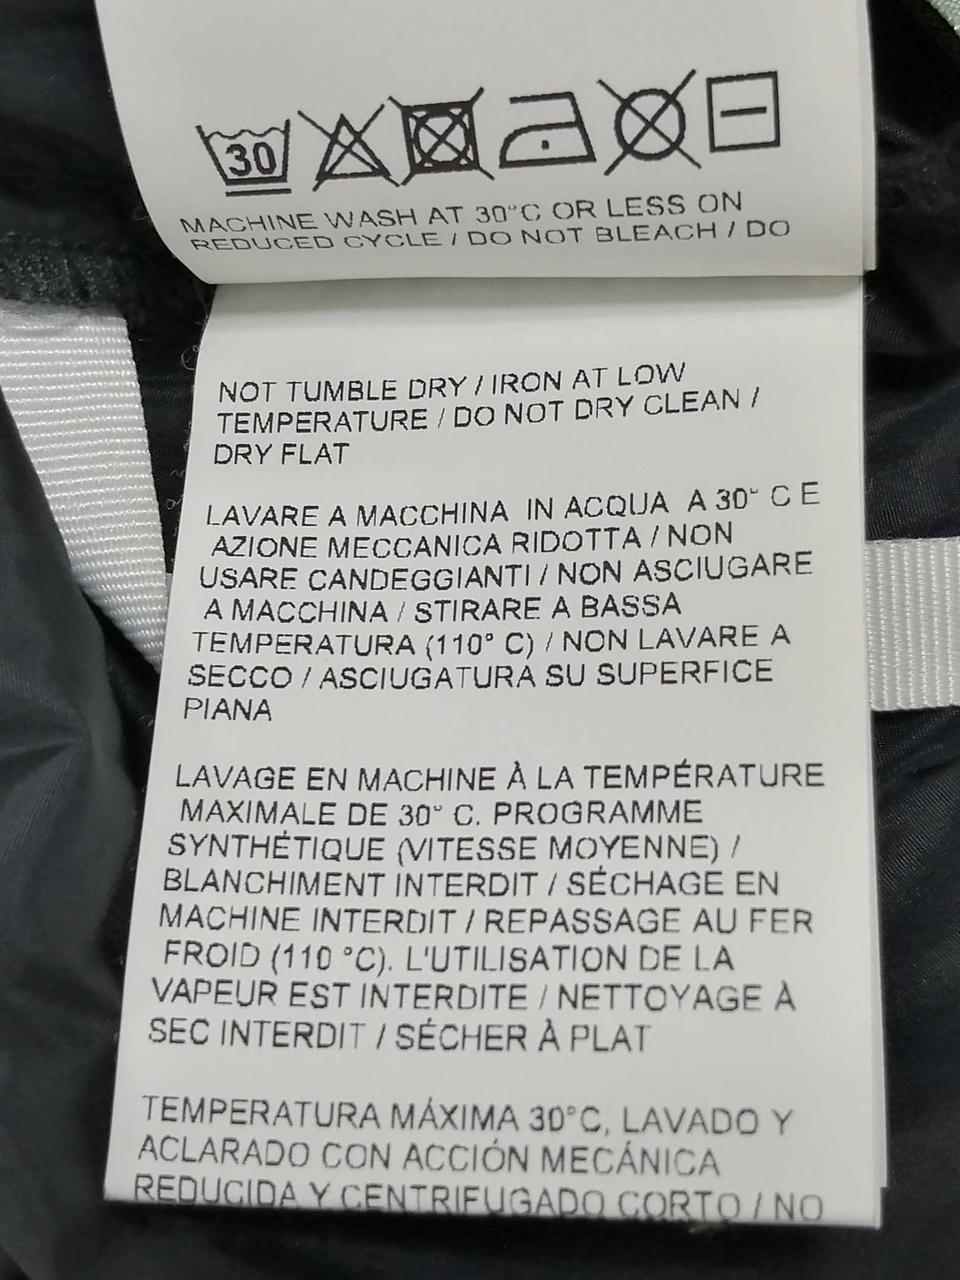 30
MACHINE WASH AT 30°C OR LESS ON
REDUCED CYCLE / DO NOT BLEACH / DO
NOT TUMBLE DRY / IRON AT LOW
TEMPERATURE / DO NOT DRY CLEAN /
DRY FLAT
LAVARE A MACCHINA IN ACQUA A 30° C E
AZIONE MECCANICA RIDOTTA / NON
USARE CANDEGGIANTI / NON ASCIUGARE
A MACCHINA / STIRARE A BASSA
TEMPERATURA (110° C) / NON LAVARE A
SECCO / ASCIUGATURA SU SUPERFICE
PIANA
LAVAGE EN MACHINE À LA TEMPÉRATURE
MAXIMALE DE 30° C. PROGRAMME
SYNTHÉTIQUE (VITESSE MOYENNE) /
BLANCHIMENT INTERDIT / SÉCHAGE EN
MACHINE INTERDIT / REPASSAGE AU FER
FROID (110 °C). L'UTILISATION DE LA
VAPEUR EST INTERDITE / NETTOYAGE À
SEC INTERDIT / SÉCHER À PLAT
TEMPERATURA MÁXIMA 30°C, LAVADO Y
ACLARADO CON ACCIÓN MECÁNICA
REDUCIDA Y CENTRIFUGADO CORTO / NO